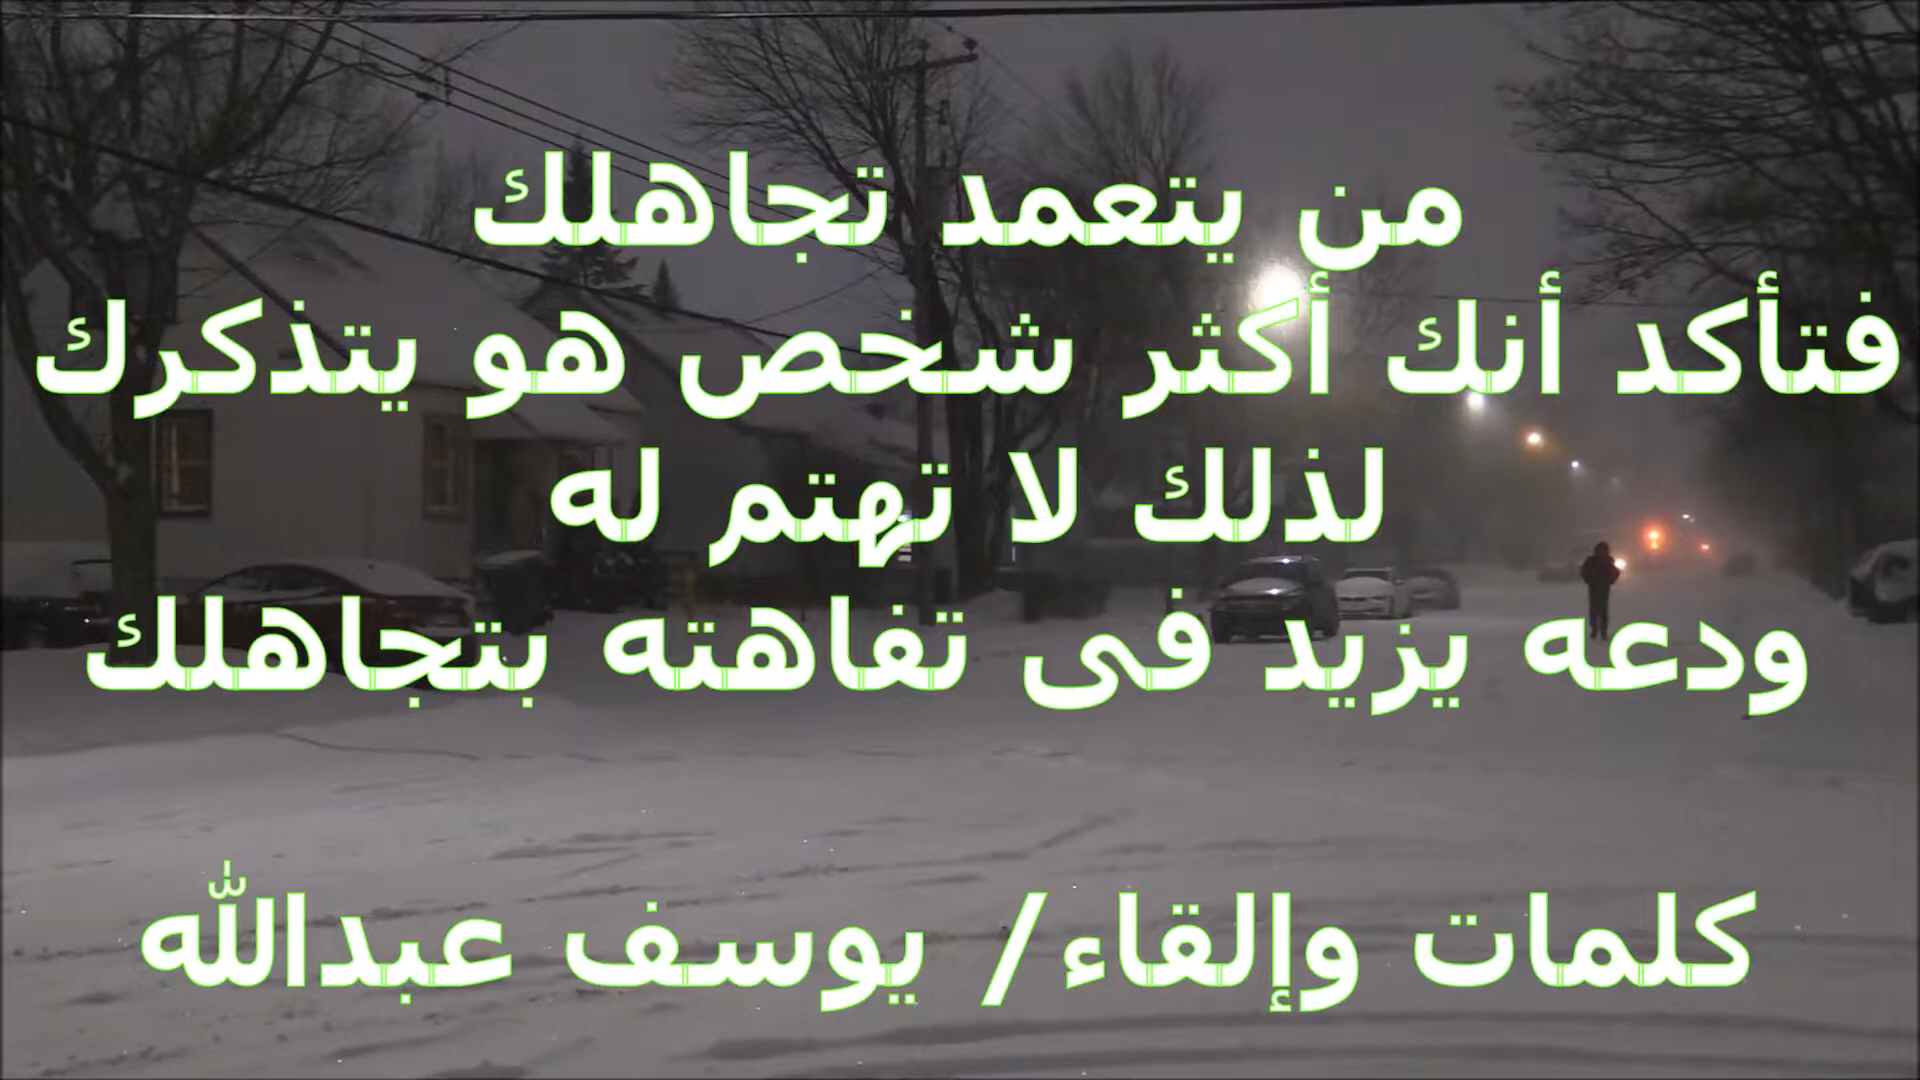 من يتعمد تجاهلك
فتأكد أنك أكثر شخص هو يتذكرك
لذلك لا تهتم له
ودعه يزيد فى تفاهته بتجاهلك
كلمات وإلقاء/ يوسف عبدالله